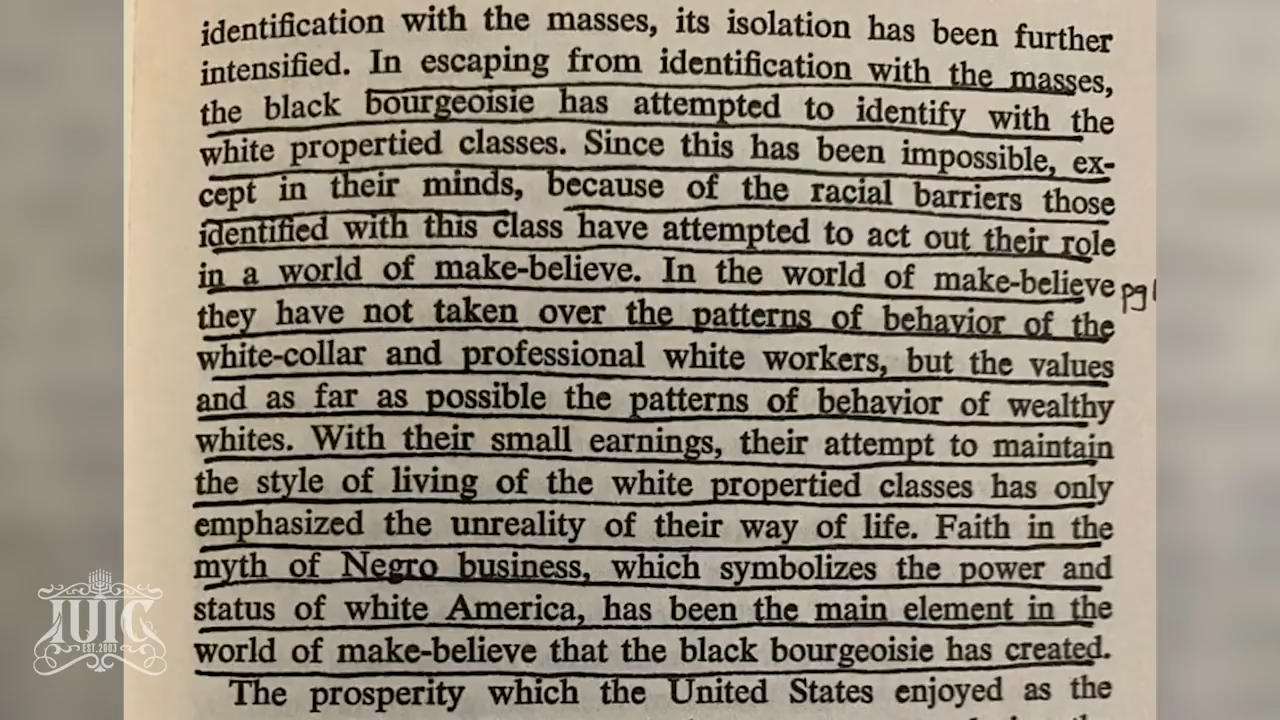 identification with the masses, its isolation has been further
intensified. In escaping from identification with the masses,
the black bourgeoisie has attempted to identify with the
white propertied classes. Since this has been impossible, ex-
cept in their minds, because of the racial barriers those
identified with this class have attempted to act out their role
in a world of make-believe. In the world of make-believe
pg
they have not taken over the patterns of behavior of the
white-collar and professional white workers, but the values
and as far as possible the patterns of behavior of wealthy
whites. With their small earnings, their attempt to maintain
the style of living of the white propertied classes has only
emphasized the unreality of their way of life. Faith in the
myth of Negro business, which symbolizes the power and
status of white America, has been the main element in the
world of make-believe that the black bourgeoisie has created.
The prosperity which the United States enjoyed as the
IUIC
EST. 2003